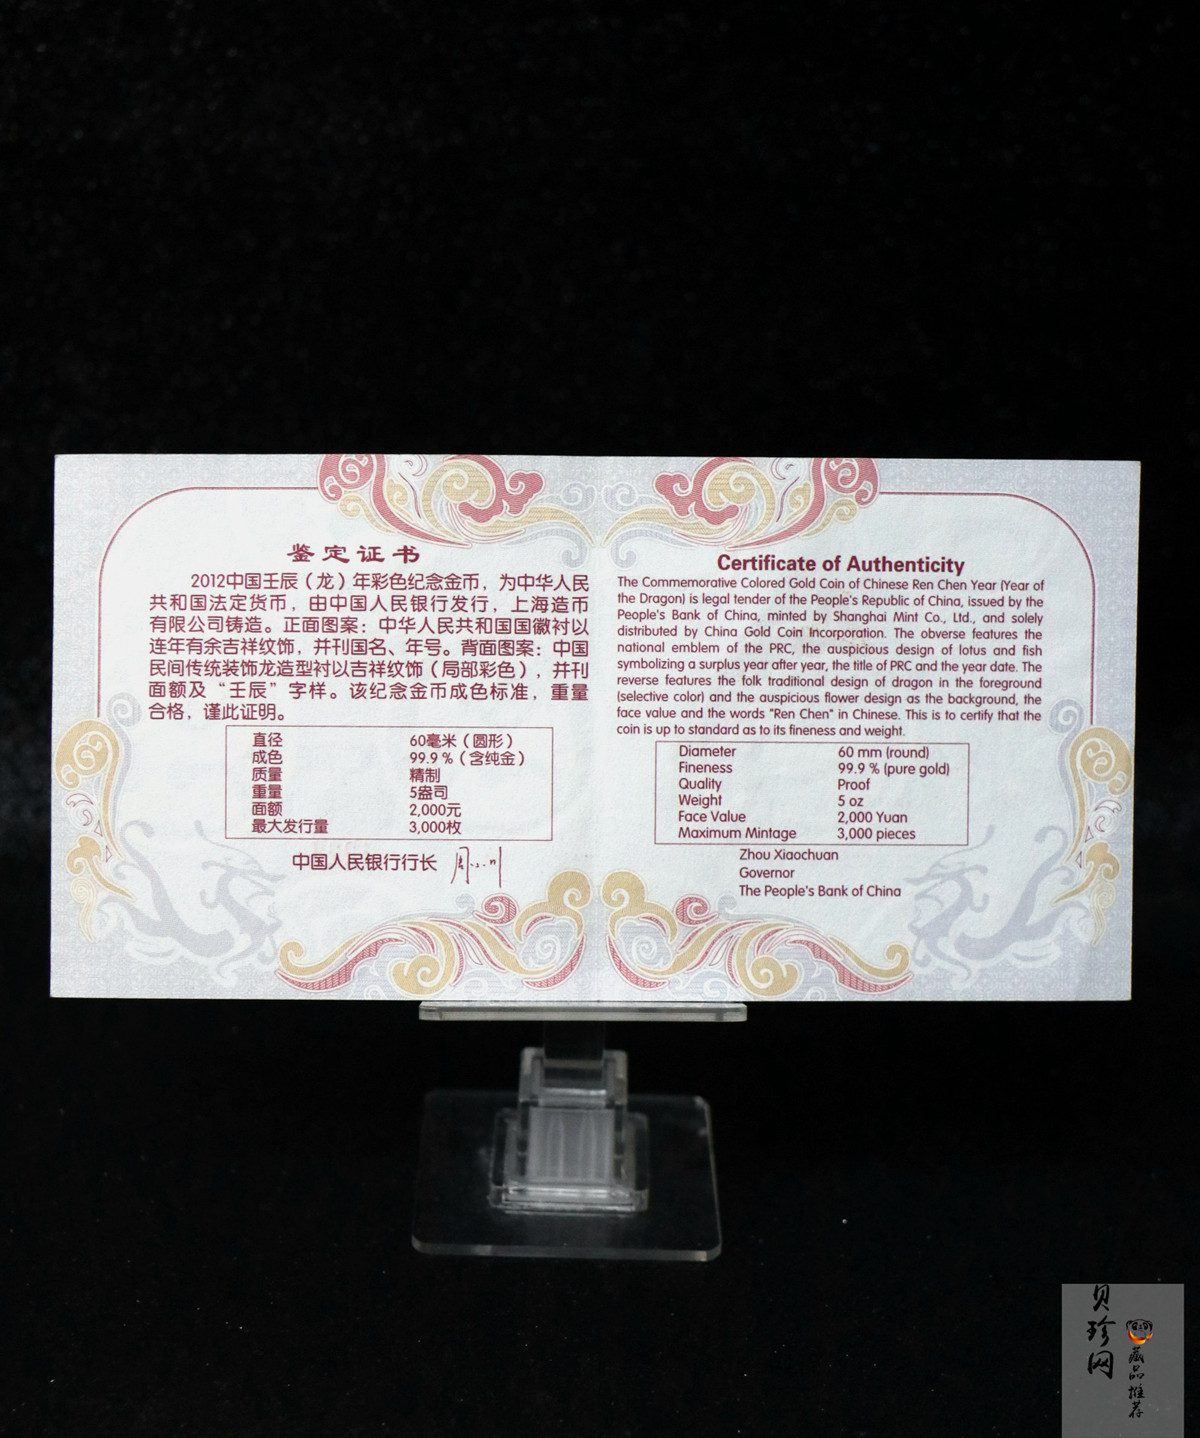 鉴定证书
2012中国壬辰（龙）年彩色纪念金币，为中华人民
共和国法定货币，由中国人民银行发行，上海造币
有限公司铸造。正面图案：中华人民共和国国徽衬以
连年有余吉祥纹饰，并刊国名、年号。背面图案：中国
民间传统装饰龙造型衬以吉祥纹饰（局部彩色），并刊
面额及“壬辰”字样。该纪念金币成色标准，重量
合格，谨此证明。
直径 60毫米（圆形）
成色 99.9％（含纯金）
质量 精制
重量 5盎司
面额 2,000元
最大发行量 3,000枚
中国人民银行行长
Certificate of Authenticity
The Commemorative Colored Gold Coin of Chinese Ren Chen Year (Year of
the Dragon) is legal tender of the People's Republic of China, issued by the
People's Bank of China, minted by Shanghai Mint Co., Ltd., and solely
distributed by China Gold Coin Incorporation. The obverse features the
national emblem of the PRC, the auspicious design of lotus and fish
symbolizing a surplus year after year, the title of PRC and the year date. The
reverse features the folk traditional design of dragon in the foreground
(selective color) and the auspicious flower design as the background, the
face value and the words "Ren Chen" in Chinese. This is to certify that the
coin is up to standard as to its fineness and weight.
Diameter 60 mm (round)
Fineness 99.9 % (pure gold)
Quality Proof
Weight 5 oz
Face Value 2,000 Yuan
Maximum Mintage 3,000 pieces
Zhou Xiaochuan
Governor
The People's Bank of China
贝珍网
藏品推荐